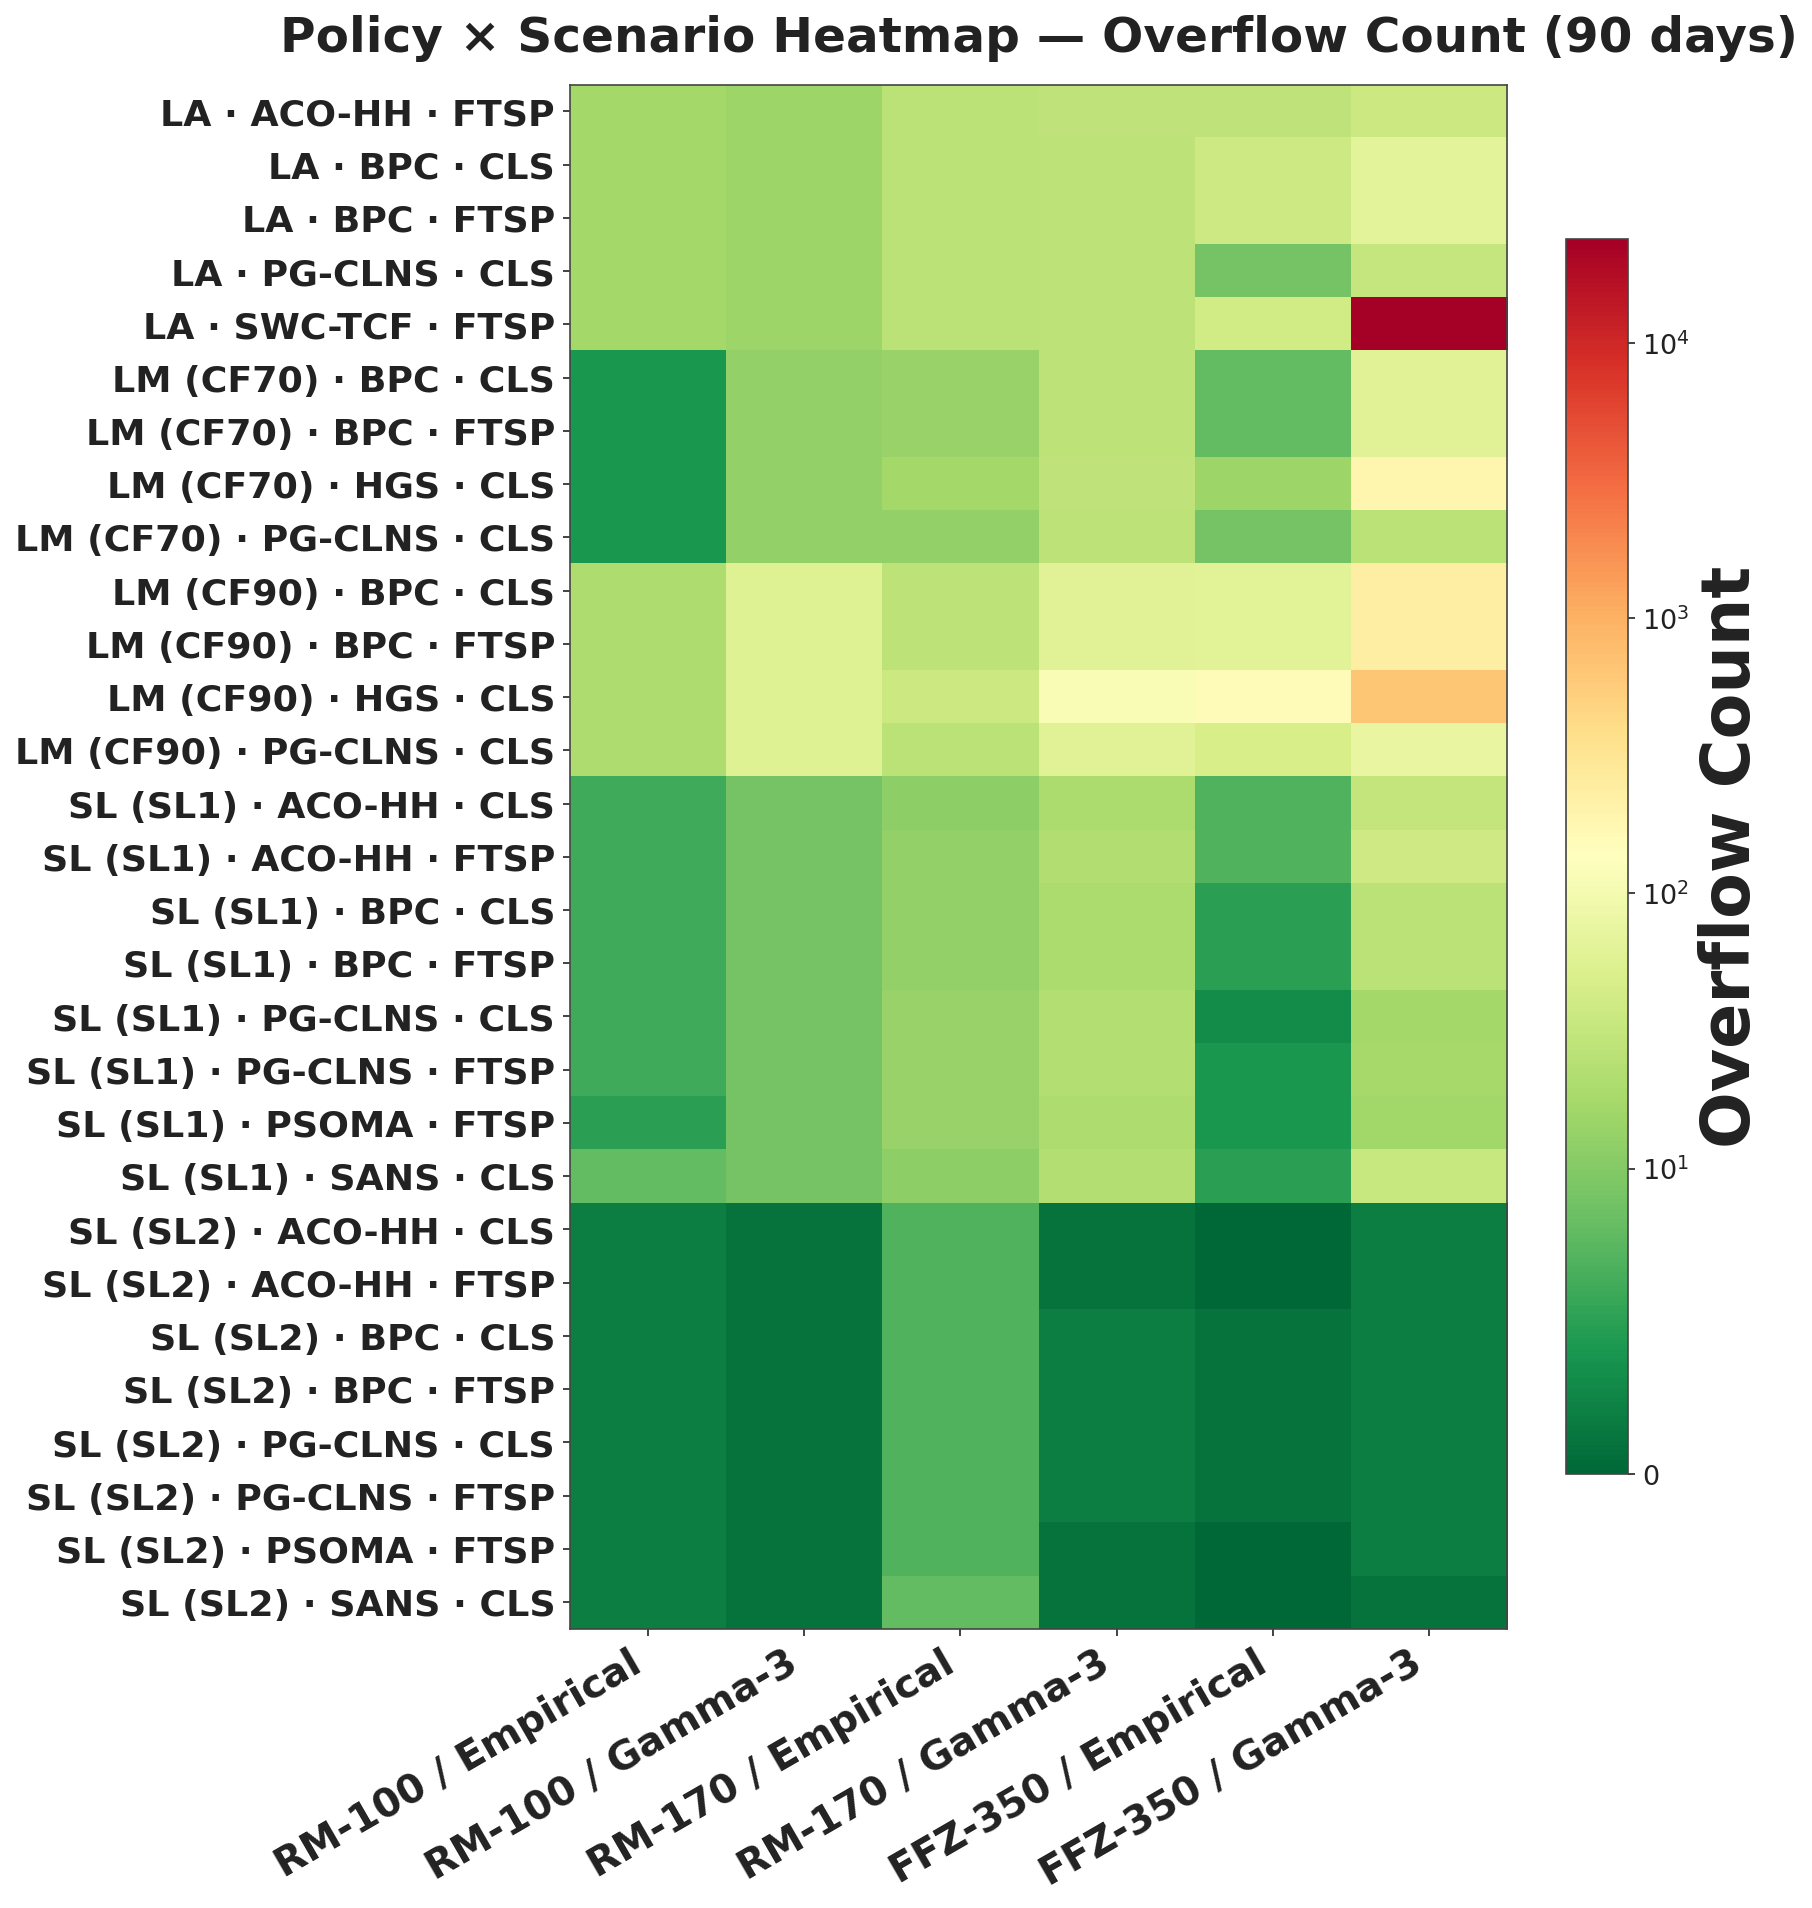 Policy × Scenario Heatmap — Overflow Count (90 days)
LA · ACO-HH · FTSP
LA · BPC · CLS
LA · BPC · FTSP
LA · PG-CLNS · CLS
LA · SWC-TCF · FTSP
LM (CF70) · BPC · CLS
LM (CF70) · BPC · FTSP
LM (CF70) · HGS · CLS
LM (CF70) · PG-CLNS · CLS
LM (CF90) · BPC · CLS
LM (CF90) · BPC · FTSP
LM (CF90) · HGS · CLS
LM (CF90) · PG-CLNS · CLS
SL (SL1) · ACO-HH · CLS
SL (SL1) · ACO-HH · FTSP
SL (SL1) · BPC · CLS
SL (SL1) · BPC · FTSP
SL (SL1) · PG-CLNS · CLS
SL (SL1) · PG-CLNS · FTSP
SL (SL1) · PSOMA · FTSP
SL (SL1) · SANS · CLS
SL (SL2) · ACO-HH · CLS
SL (SL2) · ACO-HH · FTSP
SL (SL2) · BPC · CLS
SL (SL2) · BPC · FTSP
SL (SL2) · PG-CLNS · CLS
SL (SL2) · PG-CLNS · FTSP
SL (SL2) · PSOMA · FTSP
SL (SL2) · SANS · CLS
RM-100 / Empirical
RM-100 / Gamma-3
RM-170 / Empirical
RM-170 / Gamma-3
FFZ-350 / Empirical
FFZ-350 / Gamma-3
10⁴
10³
10²
10¹
0
Overflow Count